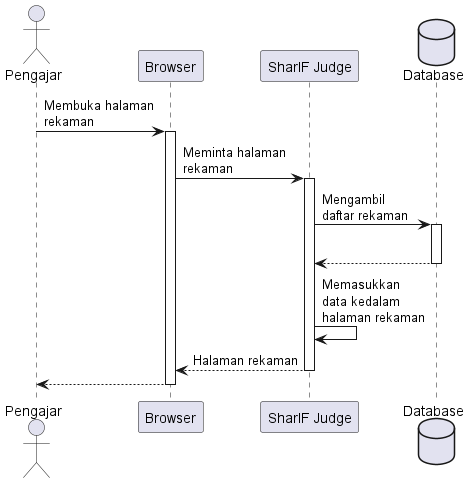 Pengajar
Browser
SharIF Judge
Database
Membuka halaman
rekaman
Meminta halaman
rekaman
Mengambil
daftar rekaman
Memasukkan
data kedalam
halaman rekaman
Halaman rekaman
Pengajar
Browser
SharIF Judge
Database